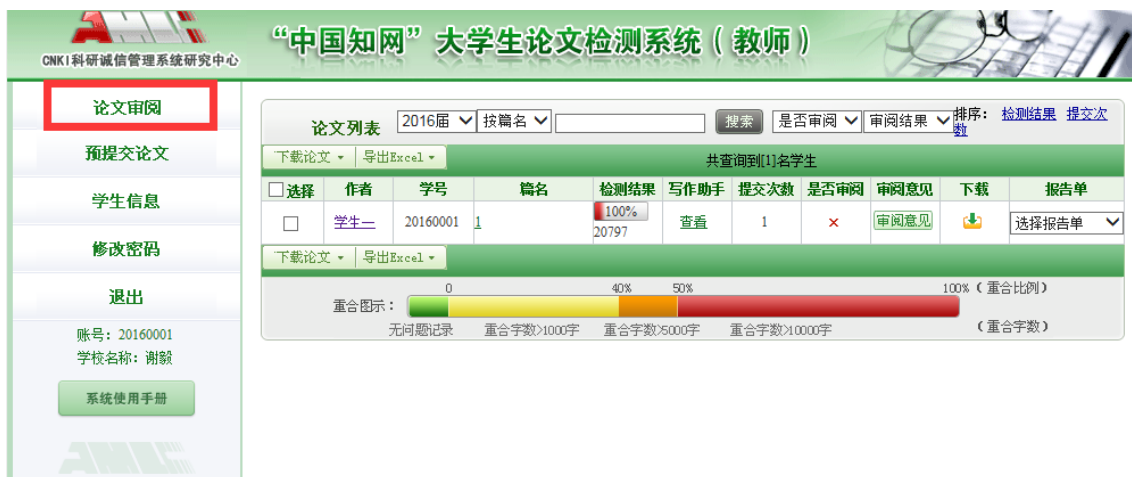 AMLC
CNKI科研诚信管理系统研究中心
“中国知网”大学生论文检测系统（教师）
论文审阅
预提交论文
学生信息
修改密码
退出
账号：20160001
学校名称：谢毅
系统使用手册
AMLC
论文列表 2016届 按篇名 搜索 是否审阅 审阅结果 排序： 检测结果 提交次数
下载论文 导出Excel 共查询到[1]名学生
选择 作者 学号 篇名 检测结果 写作助手 提交次数 是否审阅 审阅意见 下载 报告单
学生一 20160001 1 100% 20797 查看 1 × 审阅意见 选择报告单
下载论文 导出Excel
0 40% 50% 100%（重合比例）
重合图示：
无问题记录 重合字数>1000字 重合字数>5000字 重合字数>10000字 （重合字数）